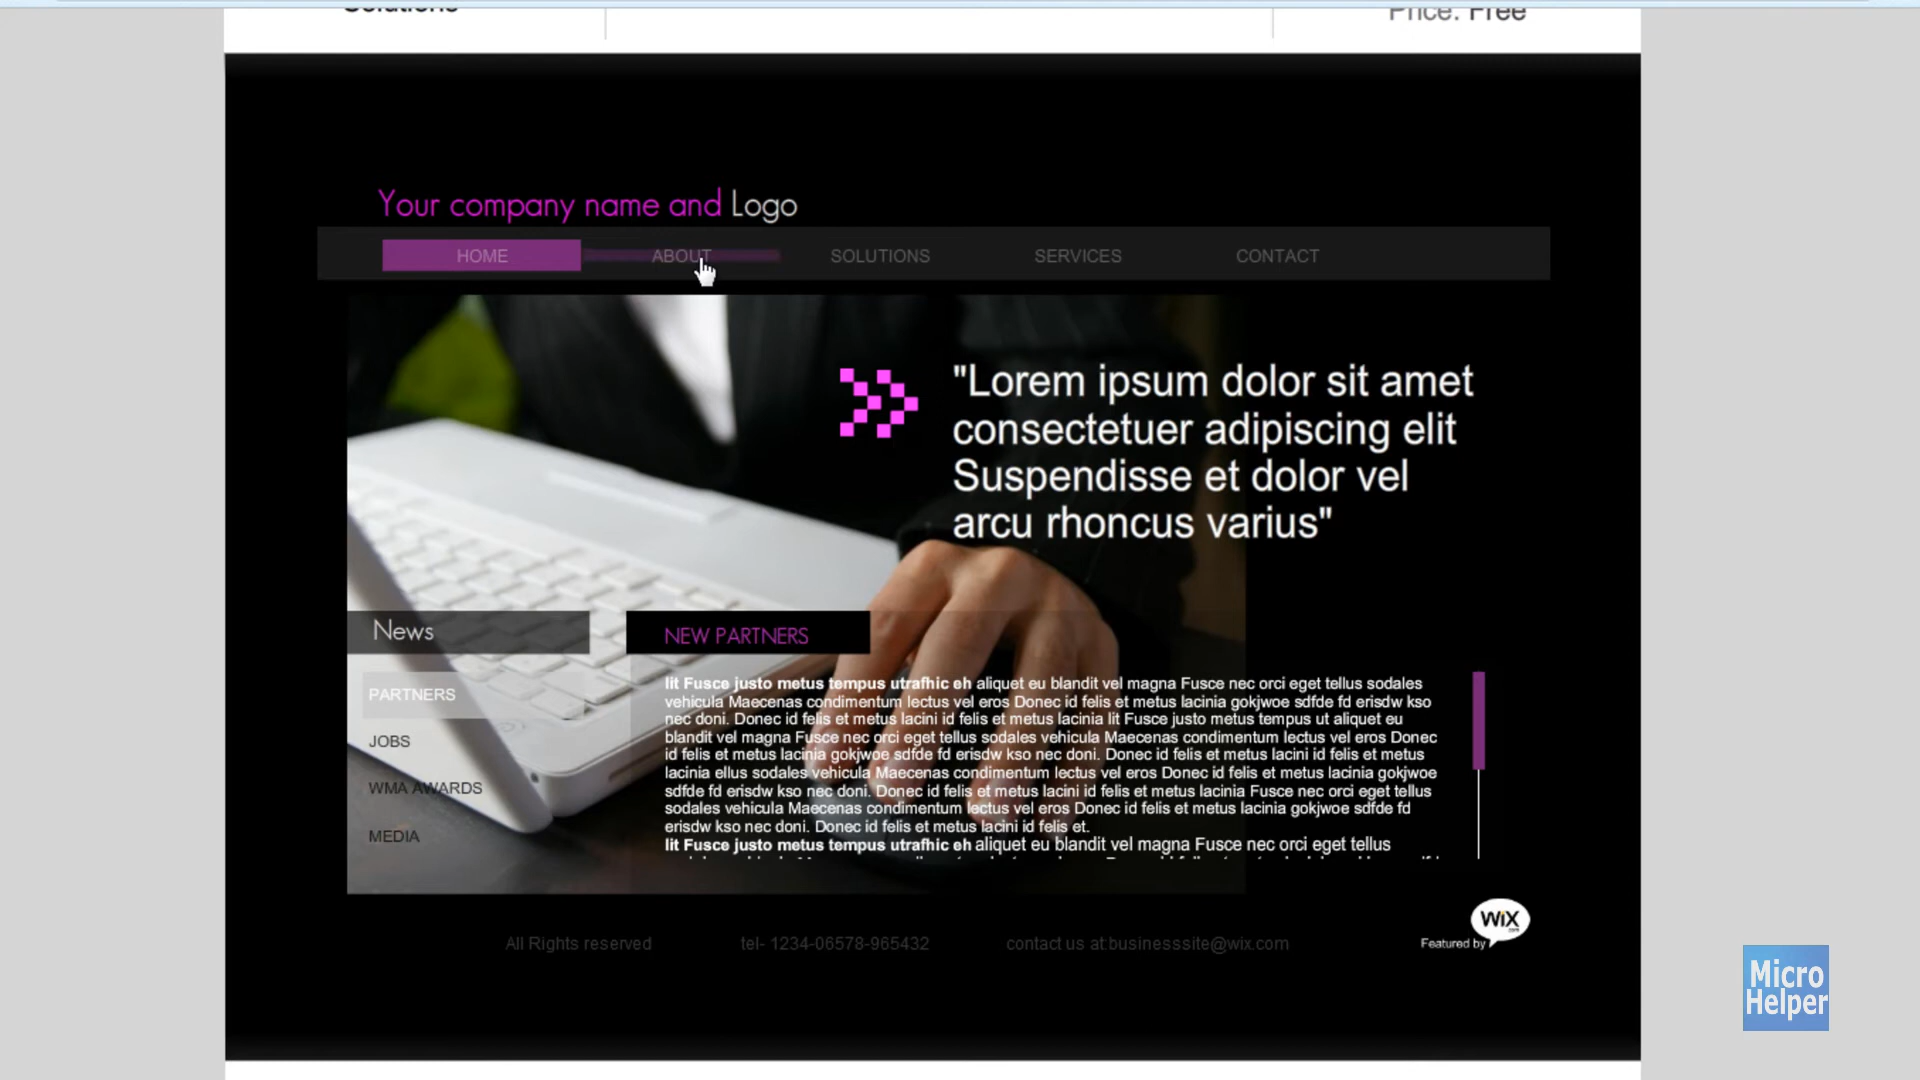 Solutions
Price: Free
Your company name and Logo
HOME
ABOUT
SOLUTIONS
SERVICES
CONTACT
"Lorem ipsum dolor sit amet
consectetuer adipiscing elit
Suspendisse et dolor vel
arcu rhoncus varius"
News
NEW PARTNERS
PARTNERS
JOBS
WMA AWARDS
MEDIA
lit Fusce justo metus tempus utrafhic eh aliquet eu blandit vel magna Fusce nec orci eget tellus sodales
vehicula Maecenas condimentum lectus vel eros Donec id felis et metus lacinia gokjwoe sdfde fd erisdw kso
nec doni. Donec id felis et metus lacini id felis et metus lacinia lit Fusce justo metus tempus ut aliquet eu
blandit vel magna Fusce nec orci eget tellus sodales vehicula Maecenas condimentum lectus vel eros Donec
id felis et metus lacinia gokjwoe sdfde fd erisdw kso nec doni. Donec id felis et metus lacini id felis et metus
lacinia ellus sodales vehicula Maecenas condimentum lectus vel eros Donec id felis et metus lacinia gokjwoe
sdfde fd erisdw kso nec doni. Donec id felis et metus lacini id felis et metus lacinia Fusce nec orci eget tellus
sodales vehicula Maecenas condimentum lectus vel eros Donec id felis et metus lacinia gokjwoe sdfde fd
erisdw kso nec doni. Donec id felis et metus lacini id felis et.
lit Fusce justo metus tempus utrafhic eh aliquet eu blandit vel magna Fusce nec orci eget tellus
All Rights reserved
tel- 1234-06578-965432
contact us at:businesssite@wix.com
Featured by
WiX
.com
Micro
Helper